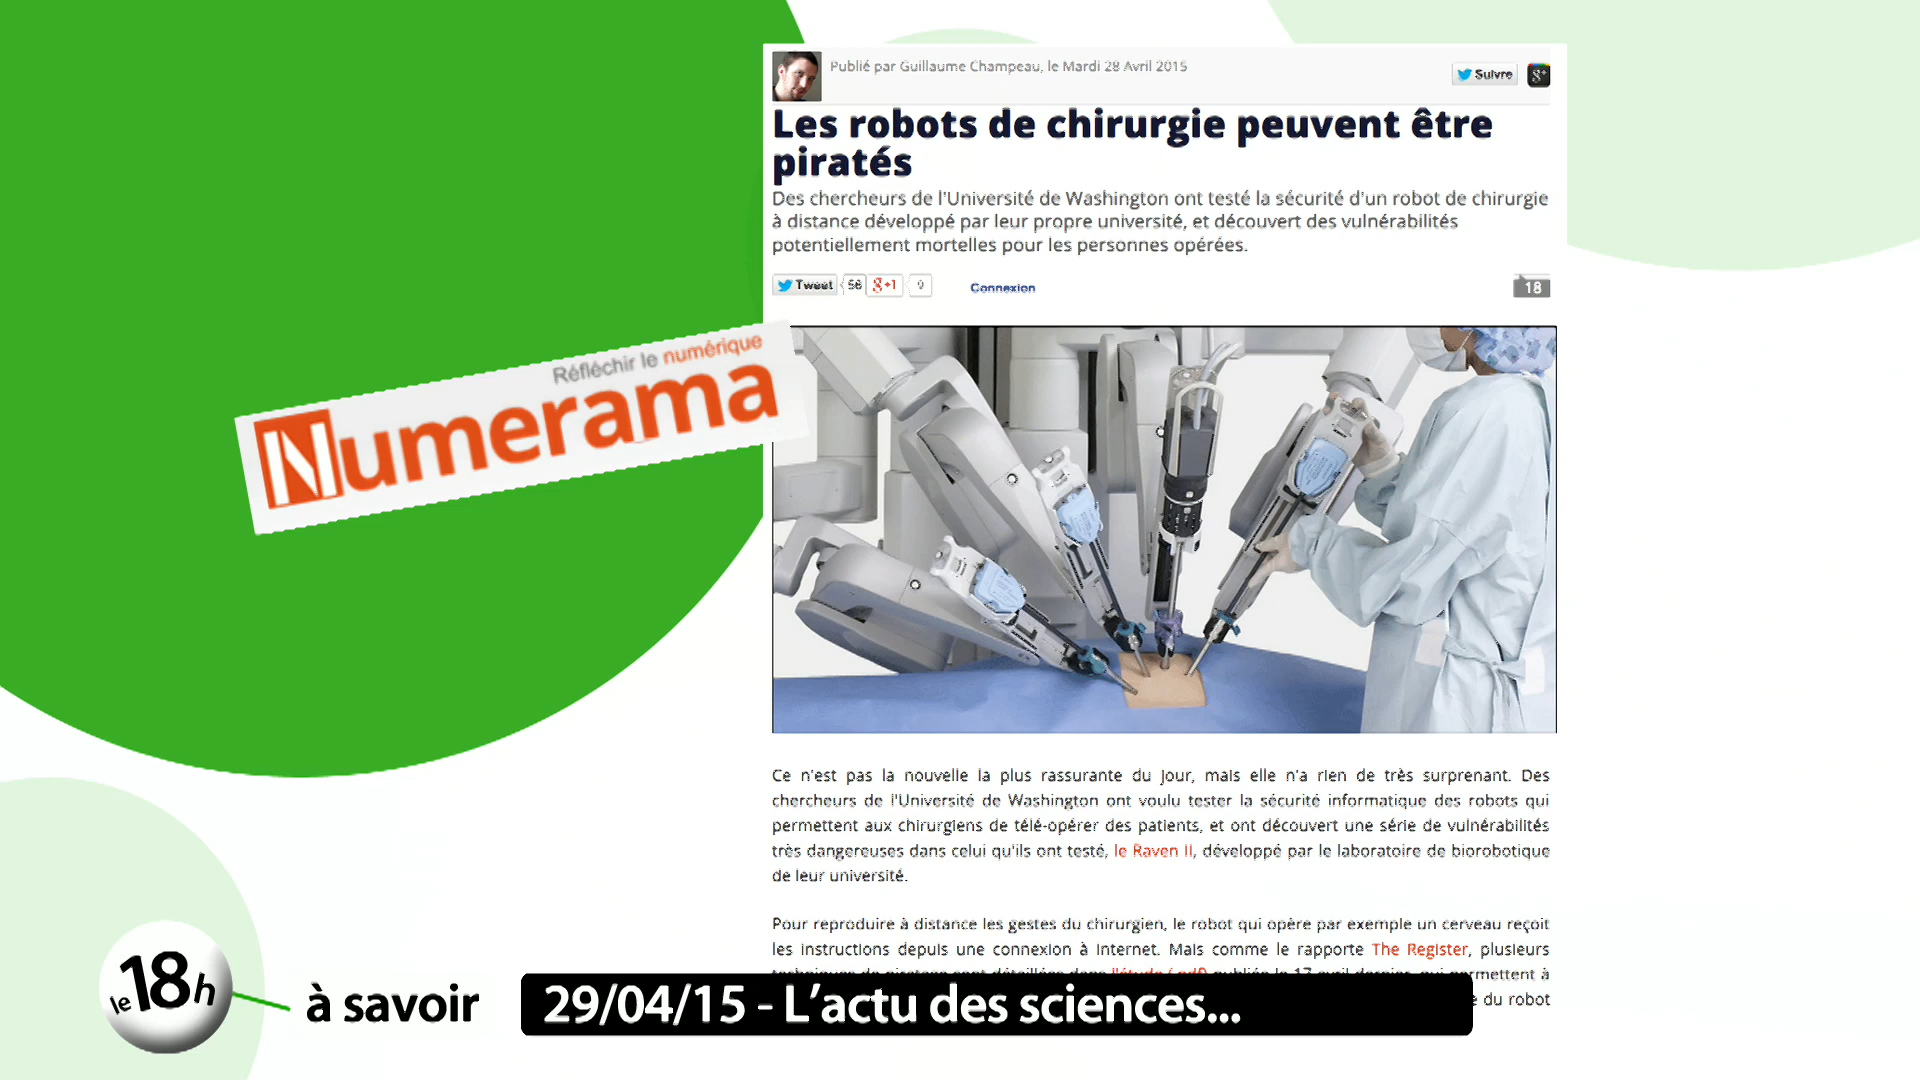 Publié par Guillaume Champeau, le Mardi 28 Avril 2015
Suivre
g+
Les robots de chirurgie peuvent être
piratés
Des chercheurs de l'Université de Washington ont testé la sécurité d'un robot de chirurgie
à distance développé par leur propre université, et découvert des vulnérabilités
potentiellement mortelles pour les personnes opérées.
Tweet 56 g+1 9 Connexion 18
Réfléchir le numérique
Numerama
Ce n'est pas la nouvelle la plus rassurante du jour, mais elle n'a rien de très surprenant. Des
chercheurs de l'Université de Washington ont voulu tester la sécurité informatique des robots qui
permettent aux chirurgiens de télé-opérer des patients, et ont découvert une série de vulnérabilités
très dangereuses dans celui qu'ils ont testé, le Raven II, développé par le laboratoire de biorobotique
de leur université.
Pour reproduire à distance les gestes du chirurgien, le robot qui opère par exemple un cerveau reçoit
les instructions depuis une connexion à Internet. Mais comme le rapporte The Register, plusieurs
du robot
le 18h
à savoir
29/04/15 - L'actu des sciences...